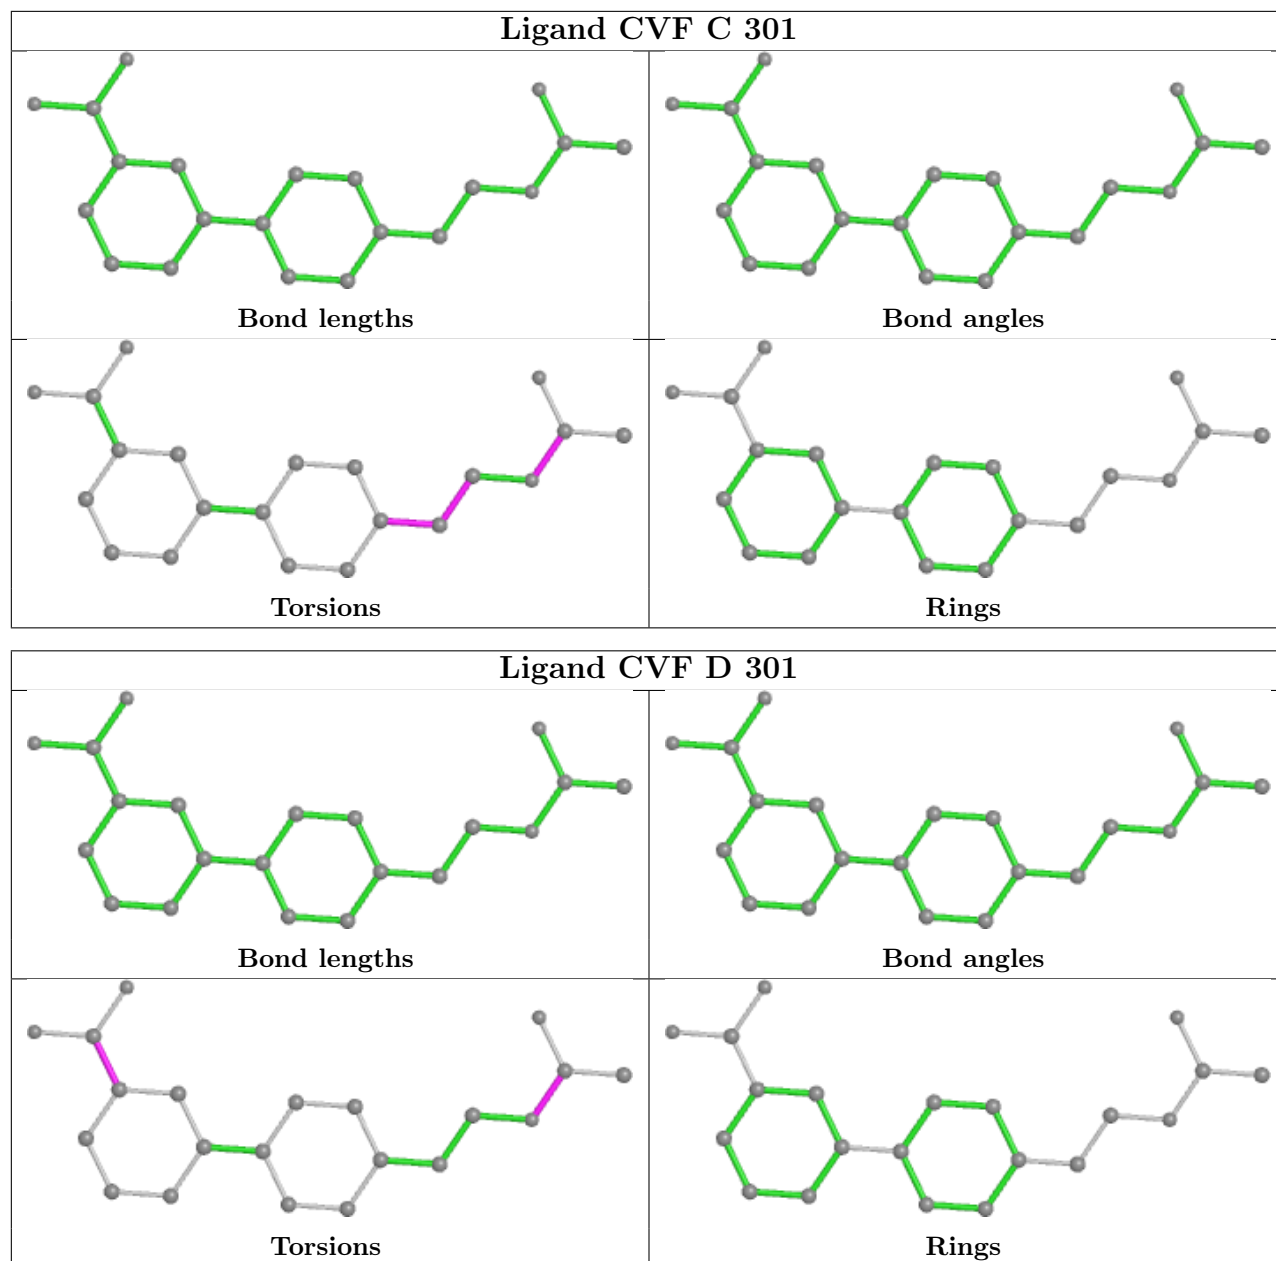 Ligand CVF C 301
Bond lengths
Bond angles
Torsions
Rings
Ligand CVF D 301
Bond lengths
Bond angles
Torsions
Rings